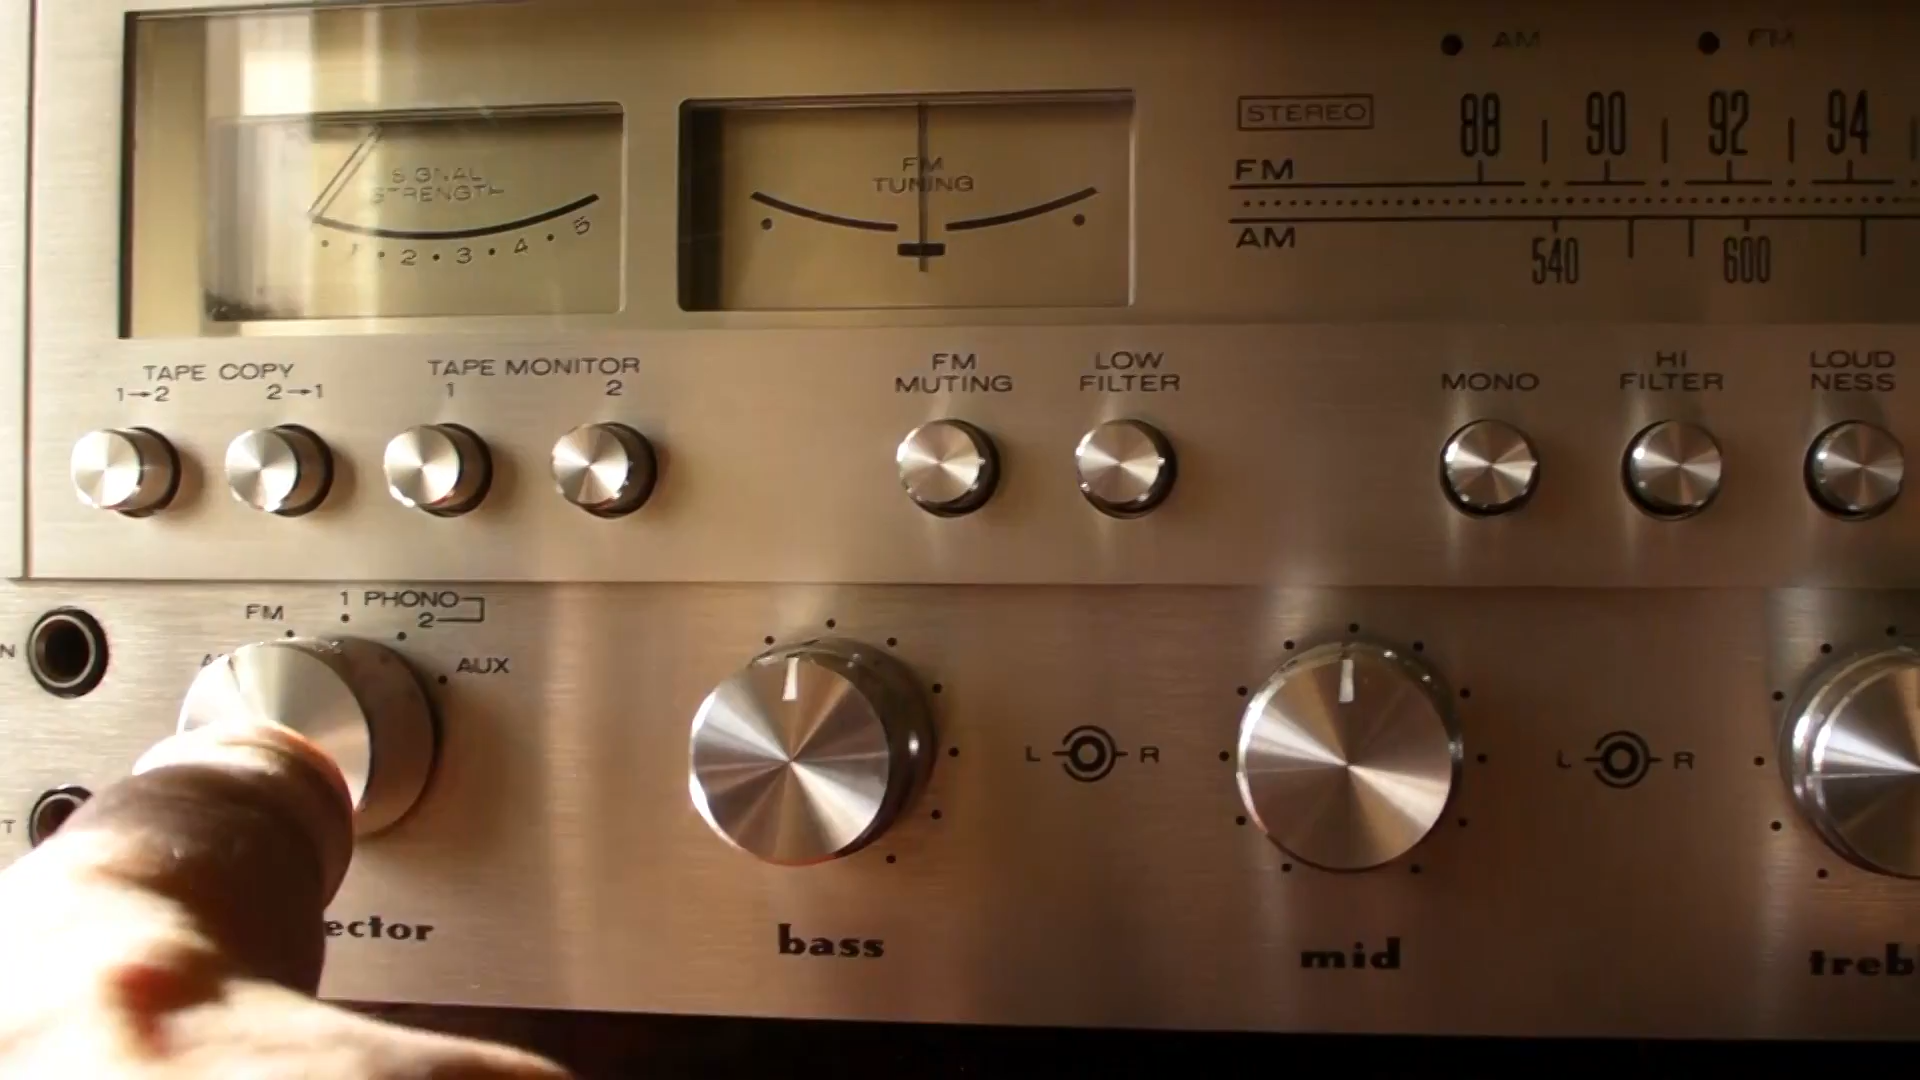 AM FM
STEREO
88 90 92 94
FM
AM
540 600
SIGNAL
STRENGTH
1 2 3 4 5
FM
TUNING
TAPE COPY
1→2 2→1
TAPE MONITOR
1 2
FM
MUTING
LOW
FILTER
MONO
HI
FILTER
LOUD
NESS
FM
1 PHONO
2
AUX
N
T
L R
L R
ector
bass
mid
treb